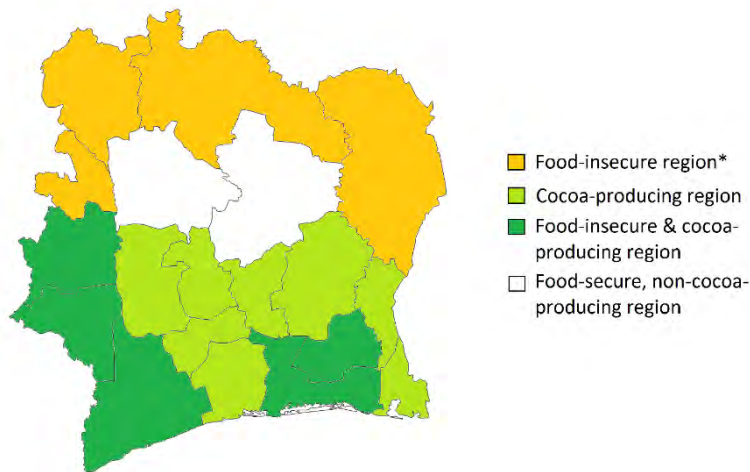 Food-insecure region*
Cocoa-producing region
Food-insecure & cocoa-
producing region
Food-secure, non-cocoa-
producing region